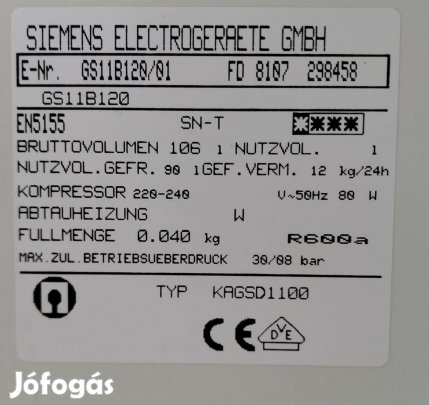 SIEMENS ELECTROGERAETE GMBH
E-Nr. GS11B120/01 FD 8107 298458
GS11B120
EN5155 SN-T ****
BRUTTOVOLUMEN 106 l NUTZVOL. l
NUTZVOL.GEFR. 90 lGEF.VERM. 12 kg/24h
KOMPRESSOR 220-240 V~50Hz 80 W
ABTAUHEIZUNG W
FULLMENGE 0.040 kg R600a
MAX.ZUL.BETRIEBSUEBERDRUCK 30/08 bar
TYP KAGSD1100
CE DVE
Jófogás